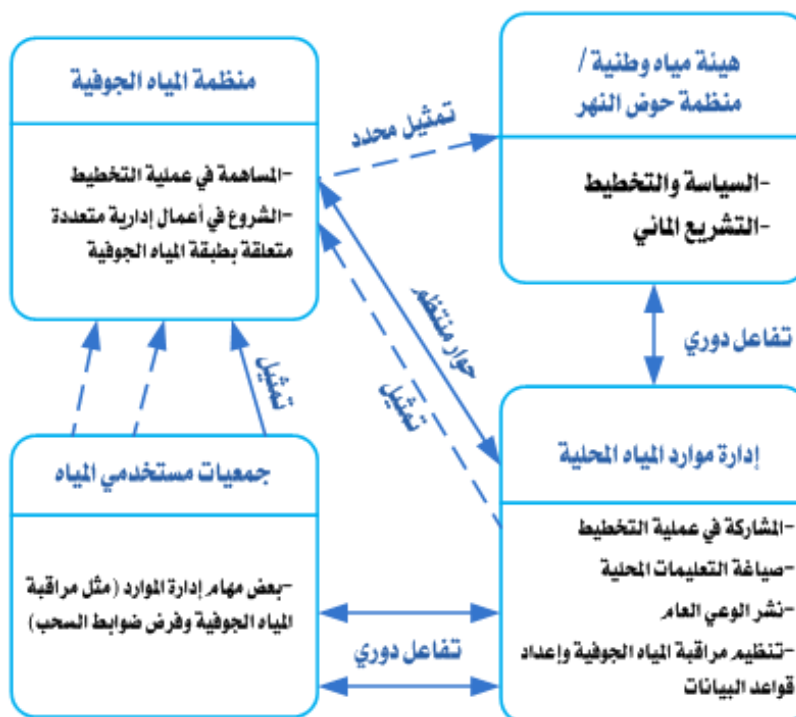 هيئة مياه وطنية /
منظمة حوض النهر
-السياسة والتخطيط
-التشريع المائي
منظمة المياه الجوفية
-المساهمة في عملية التخطيط
-الشروع في أعمال إدارية متعددة
متعلقة بطبقة المياه الجوفية
تمثيل محدد
حوار منتظم
تمثيل
تفاعل دوري
تمثيل
إدارة موارد المياه المحلية
-المشاركة في عملية التخطيط
-صياغة التعليمات المحلية
-نشر الوعي العام
-تنظيم مراقبة المياه الجوفية وإعداد
قواعد البيانات
جمعيات مستخدمي المياه
-بعض مهام إدارة الموارد (مثل مراقبة
المياه الجوفية وفرض ضوابط السحب)
تفاعل دوري